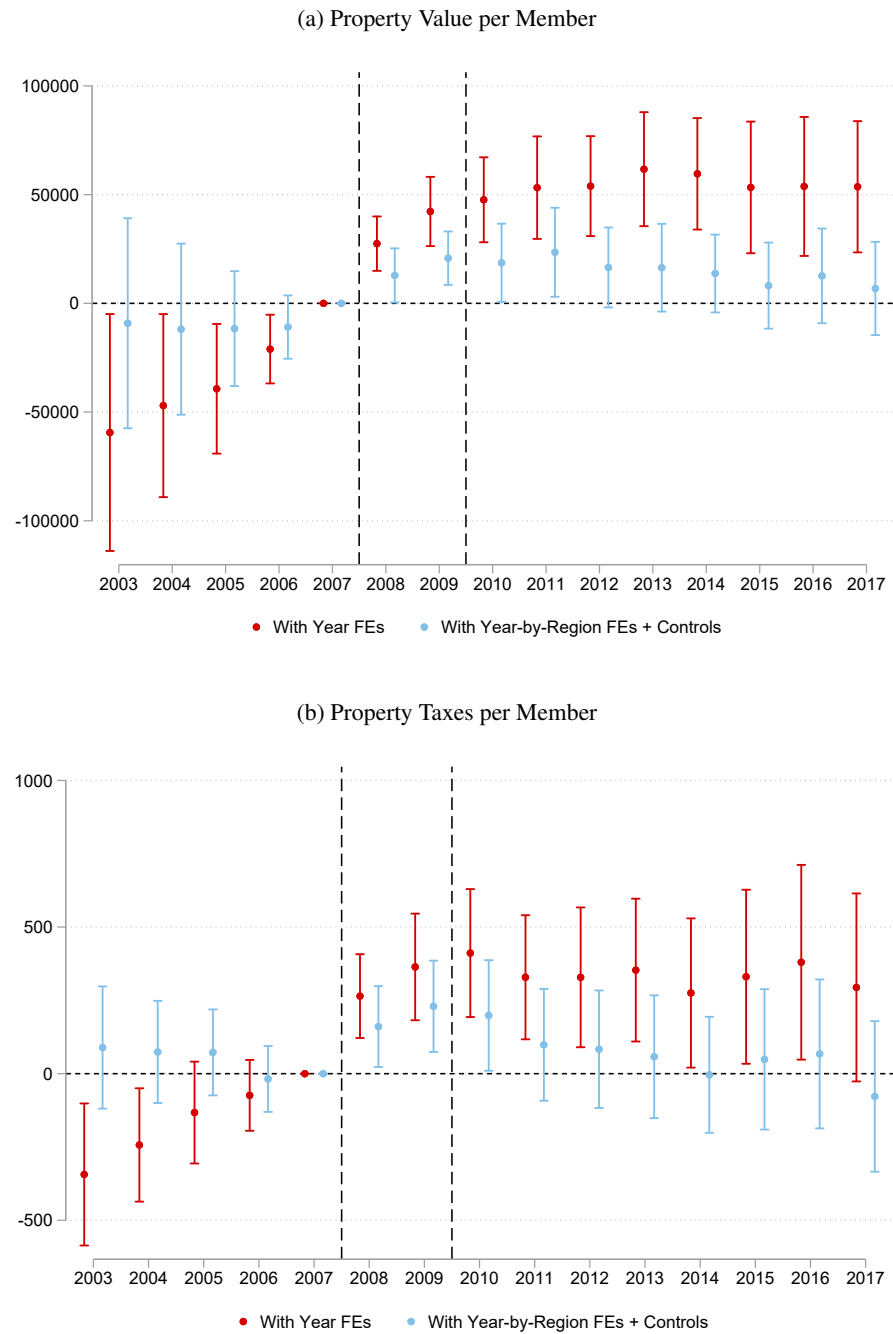 (a) Property Value per Member
100000
50000
0
-50000
-100000
2003 2004 2005 2006 2007 2008 2009 2010 2011 2012 2013 2014 2015 2016 2017
With Year FEs With Year-by-Region FEs + Controls
(b) Property Taxes per Member
1000
500
0
-500
2003 2004 2005 2006 2007 2008 2009 2010 2011 2012 2013 2014 2015 2016 2017
With Year FEs With Year-by-Region FEs + Controls